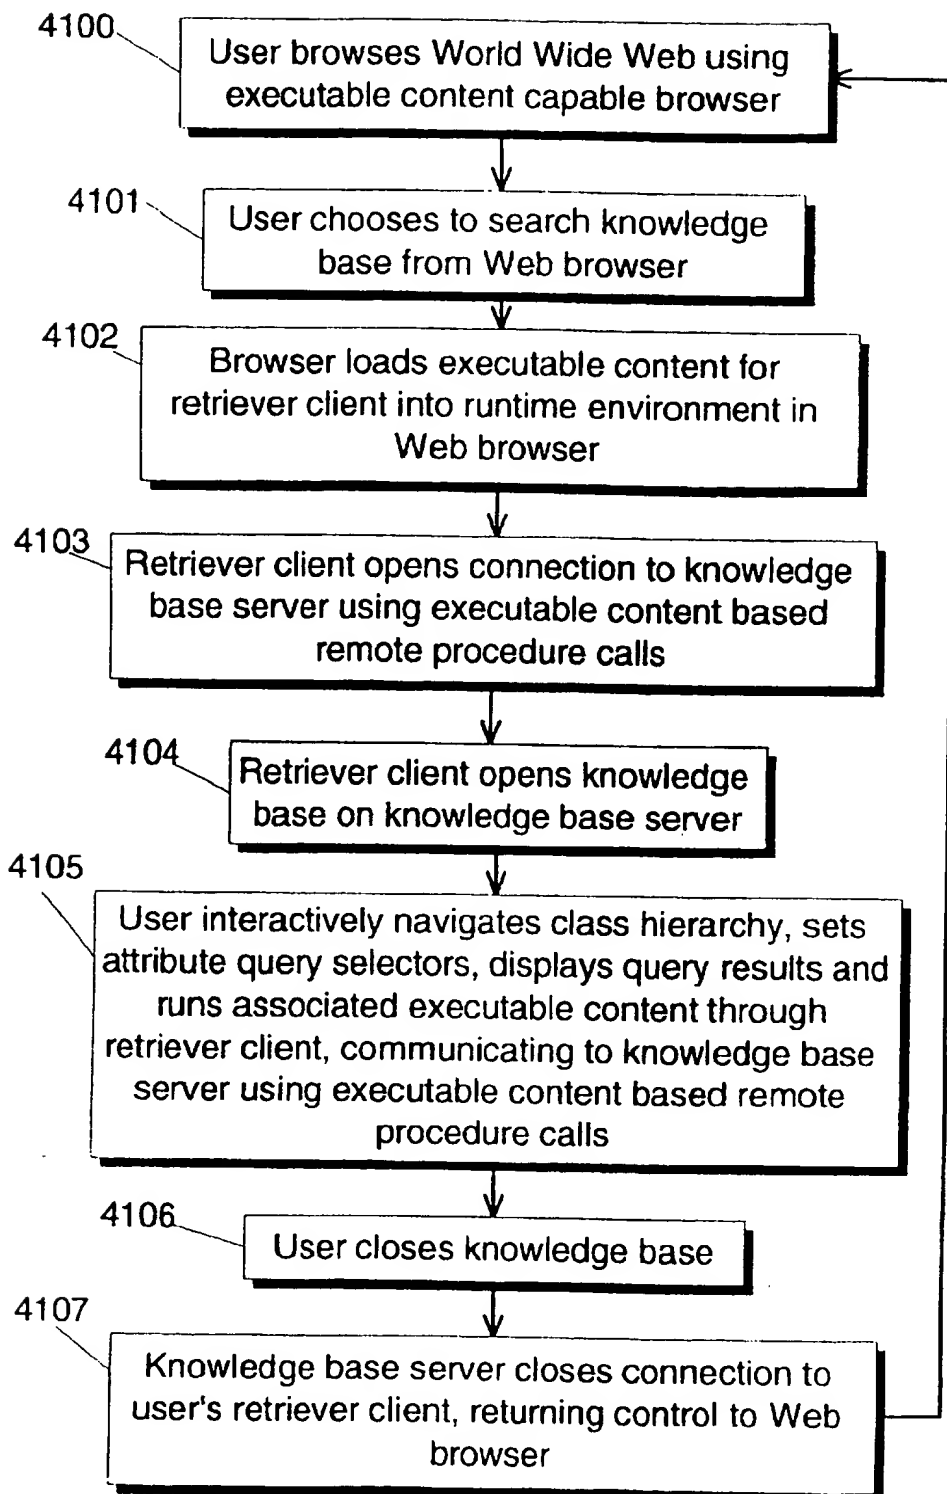 4100
User browses World Wide Web using
executable content capable browser
4101
User chooses to search knowledge
base from Web browser
4102
Browser loads executable content for
retriever client into runtime environment in
Web browser
4103
Retriever client opens connection to knowledge
base server using executable content based
remote procedure calls
4104
Retriever client opens knowledge
base on knowledge base server
4105
User interactively navigates class hierarchy, sets
attribute query selectors, displays query results and
runs associated executable content through
retriever client, communicating to knowledge base
server using executable content based remote
procedure calls
4106
User closes knowledge base
4107
Knowledge base server closes connection to
user's retriever client, returning control to Web
browser